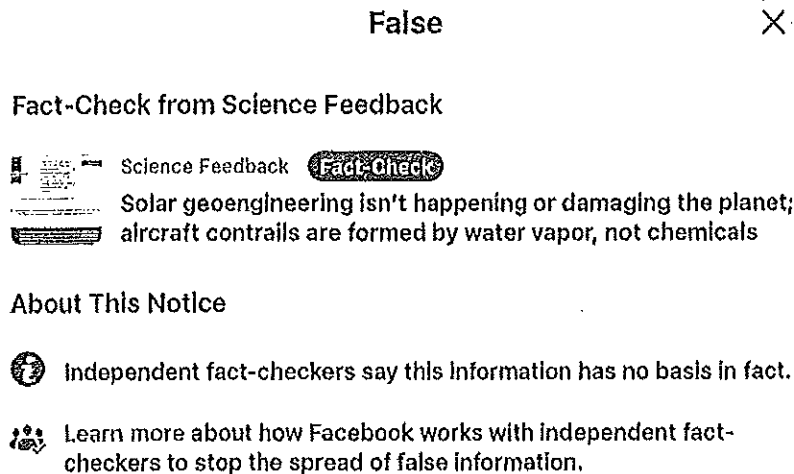 False
Fact-Check from Science Feedback
Science Feedback Fact-Check
Solar geoengineering isn't happening or damaging the planet;
aircraft contrails are formed by water vapor, not chemicals
About This Notice
Independent fact-checkers say this information has no basis in fact.
Learn more about how Facebook works with independent fact-
checkers to stop the spread of false information.